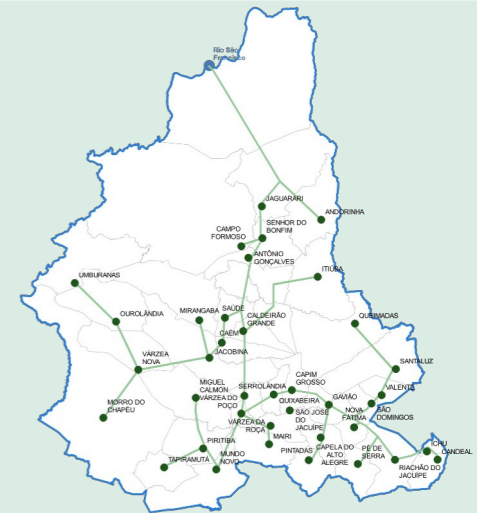 Rio São
Francisco
JAGUARARI
ANDORINHA
SENHOR DO
BONFIM
CAMPO
FORMOSO
ANTÔNIO
GONÇALVES
ITIÚBA
UMBURANAS
OUROLÂNDIA
MIRANGABA
SAÚDE
CALDEIRÃO
GRANDE
QUEIMADAS
CAÉM
JACOBINA
VÁRZEA
NOVA
SANTALUZ
MIGUEL
CALMON
SERROLÂNDIA
CAPIM
GROSSO
VALENTE
MORRO DO
CHAPÉU
VÁRZEA DO
POÇO
QUIXABEIRA
GAVIÃO
SÃO
DOMINGOS
SÃO JOSÉ
DO
JACUÍPE
NOVA
FÁTIMA
VÁRZEA DA
ROÇA
MAIRI
PIRITIBA
PINTADAS
CAPELA DO
ALTO
ALEGRE
PÉ DE
SERRA
ICHU
CANDEAL
TAPIRAMUTÁ
MUNDO
NOVO
RIACHÃO DO
JACUÍPE